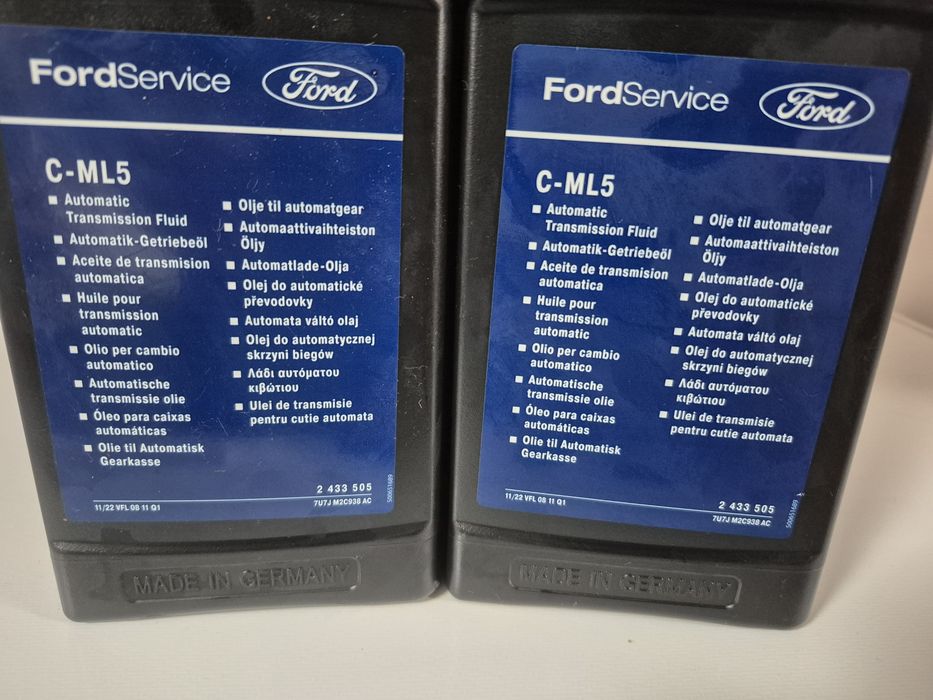 FordService Ford
C-ML5
■ Automatic
Transmission Fluid
■ Automatik-Getriebeöl
■ Aceite de transmision
automatica
■ Huile pour
transmission
automatic
■ Olio per cambio
automatico
■ Automatische
transmissie olie
■ Óleo para caixas
automáticas
■ Olie til Automatisk
Gearkasse
■ Olje til automatgear
■ Automaattivaihteiston
Öljy
■ Automatlade-Olja
■ Olej do automatické
převodovky
■ Automata váltó olaj
■ Olej do automatycznej
skrzyni biegów
■ Λάδι αυτόματου
κιβώτιου
■ Ulei de transmisie
pentru cutie automata
2 433 505
11/22 VFL 08 11 Q1
7U7J M2C938 AC
500651689
MADE IN GERMANY
FordService Ford
C-ML5
■ Automatic
Transmission Fluid
■ Automatik-Getriebeöl
■ Aceite de transmision
automatica
■ Huile pour
transmission
automatic
■ Olio per cambio
automatico
■ Automatische
transmissie olie
■ Óleo para caixas
automáticas
■ Olie til Automatisk
Gearkasse
■ Olje til automatgear
■ Automaattivaihteiston
Öljy
■ Automatlade-Olja
■ Olej do automatické
převodovky
■ Automata váltó olaj
■ Olej do automatycznej
skrzyni biegów
■ Λάδι αυτόματου
κιβώτιου
■ Ulei de transmisie
pentru cutie automata
2 433 505
11/22 VFL 08 11 Q1
7U7J M2C938 AC
500651689
MADE IN GERMANY